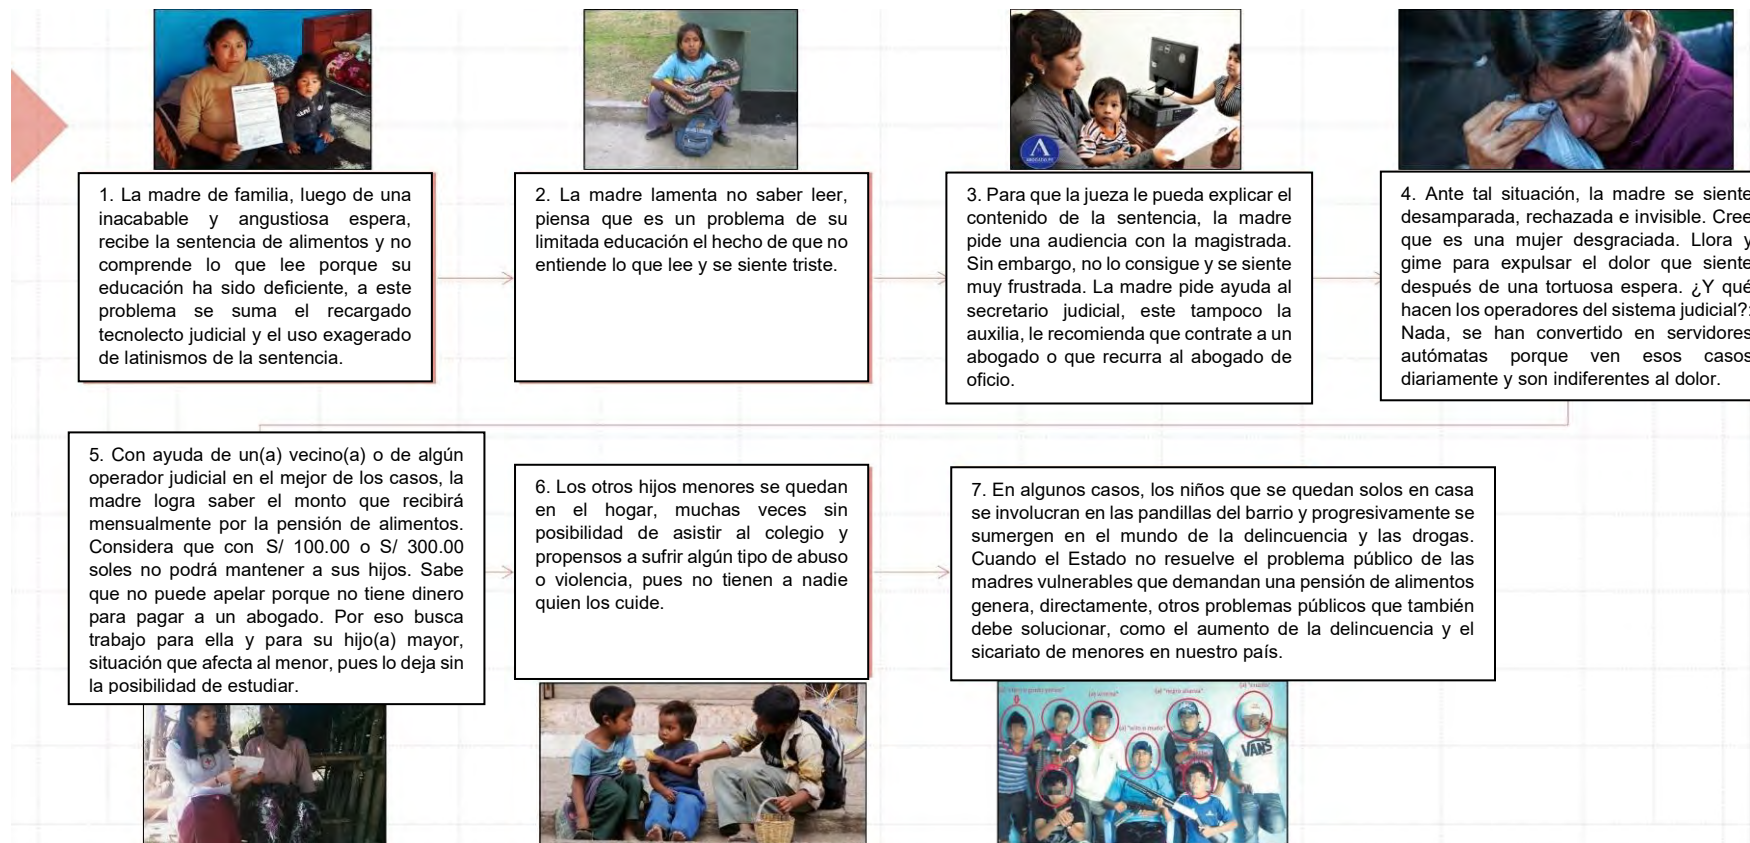 1. La madre de familia, luego de una
inacabable y angustiosa espera,
recibe la sentencia de alimentos y no
comprende lo que lee porque su
educación ha sido deficiente, a este
problema se suma el recargado
tecnolecto judicial y el uso exagerado
de latinismos de la sentencia.
2. La madre lamenta no saber leer,
piensa que es un problema de su
limitada educación el hecho de que no
entiende lo que lee y se siente triste.
3. Para que la jueza le pueda explicar el
contenido de la sentencia, la madre
pide una audiencia con la magistrada.
Sin embargo, no lo consigue y se siente
muy frustrada. La madre pide ayuda al
secretario judicial, este tampoco la
auxilia, le recomienda que contrate a un
abogado o que recurra al abogado de
oficio.
4. Ante tal situación, la madre se siente
desamparada, rechazada e invisible. Cree
que es una mujer desgraciada. Llora y
gime para expulsar el dolor que siente
después de una tortuosa espera. ¿Y qué
hacen los operadores del sistema judicial?:
Nada, se han convertido en servidores
autómatas porque ven esos casos
diariamente y son indiferentes al dolor.
5. Con ayuda de un(a) vecino(a) o de algún
operador judicial en el mejor de los casos, la
madre logra saber el monto que recibirá
mensualmente por la pensión de alimentos.
Considera que con S/ 100.00 o S/ 300.00
soles no podrá mantener a sus hijos. Sabe
que no puede apelar porque no tiene dinero
para pagar a un abogado. Por eso busca
trabajo para ella y para su hijo(a) mayor,
situación que afecta al menor, pues lo deja sin
la posibilidad de estudiar.
6. Los otros hijos menores se quedan
en el hogar, muchas veces sin
posibilidad de asistir al colegio y
propensos a sufrir algún tipo de abuso
o violencia, pues no tienen a nadie
quien los cuide.
7. En algunos casos, los niños que se quedan solos en casa
se involucran en las pandillas del barrio y progresivamente se
sumergen en el mundo de la delincuencia y las drogas.
Cuando el Estado no resuelve el problema público de las
madres vulnerables que demandan una pensión de alimentos
genera, directamente, otros problemas públicos que también
debe solucionar, como el aumento de la delincuencia y el
sicariato de menores en nuestro país.
VANS